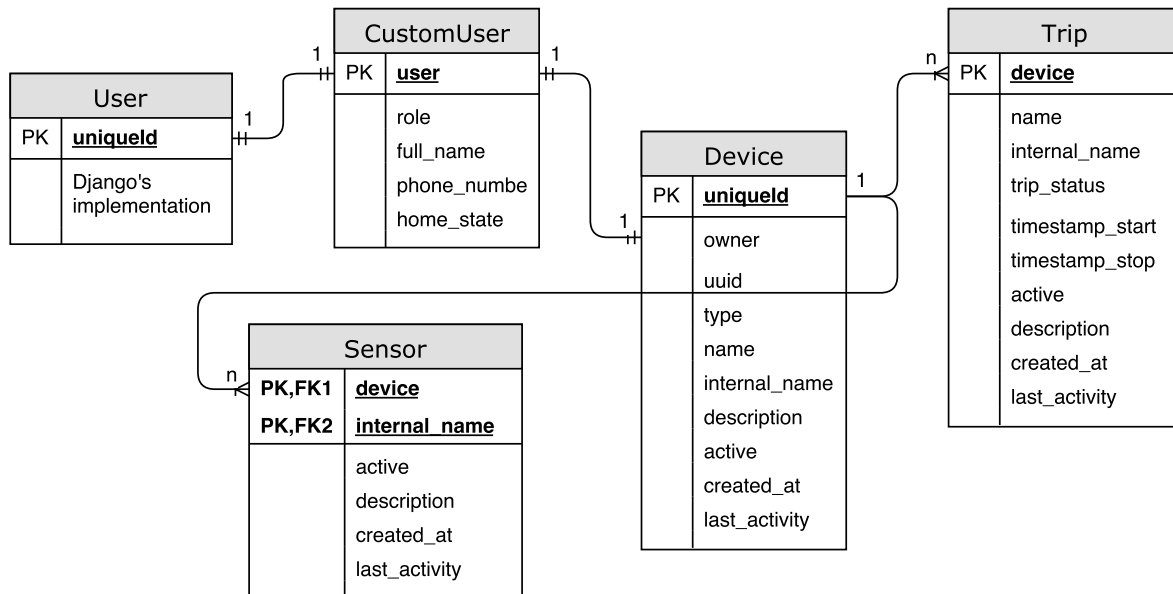 User
PK uniqueId
Django's
implementation
1
1
CustomUser
PK user
role
full_name
phone_numbe
home_state
1
1
Device
PK uniqueId
owner
uuid
type
name
internal_name
description
active
created_at
last_activity
1
n
Trip
PK device
name
internal_name
trip_status
timestamp_start
timestamp_stop
active
description
created_at
last_activity
n
Sensor
PK,FK1 device
PK,FK2 internal_name
active
description
created_at
last_activity